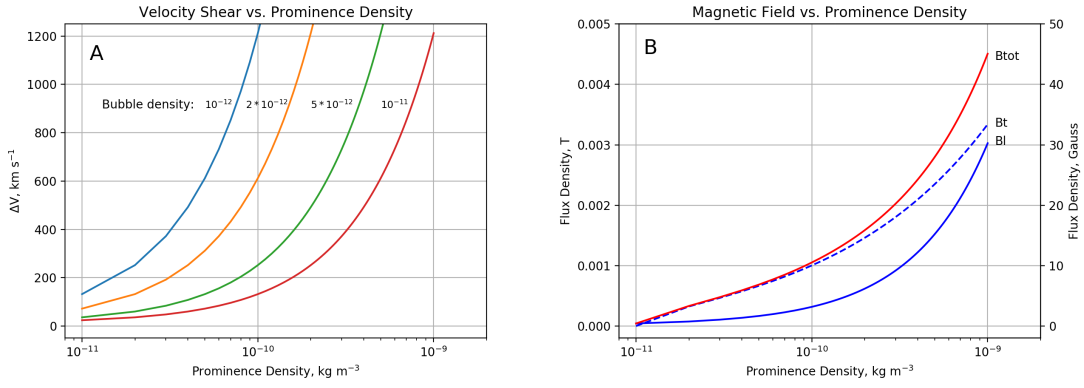 Velocity Shear vs. Prominence Density
A
1200
1000
800
600
400
200
0
ΔV, km s⁻¹
Bubble density: 10⁻¹² 2*10⁻¹² 5*10⁻¹² 10⁻¹¹
10⁻¹¹ 10⁻¹⁰ 10⁻⁹
Prominence Density, kg m⁻³
Magnetic Field vs. Prominence Density
B
0.005
0.004
0.003
0.002
0.001
0.000
Flux Density, T
Btot
Bt
Bl
50
40
30
20
10
0
Flux Density, Gauss
10⁻¹¹ 10⁻¹⁰ 10⁻⁹
Prominence Density, kg m⁻³